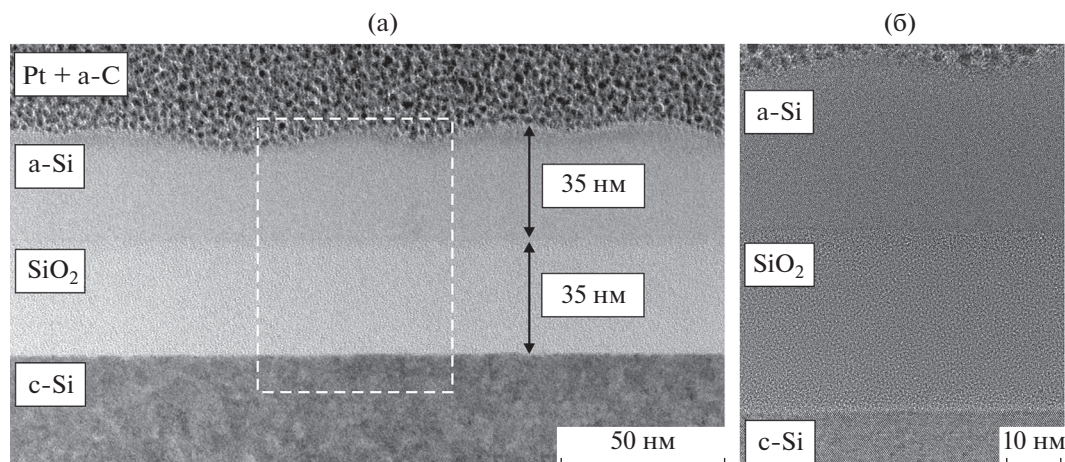 (а)
Pt + a-C
a-Si
35 нм
SiO₂
35 нм
c-Si
50 нм
(б)
a-Si
SiO₂
c-Si
10 нм